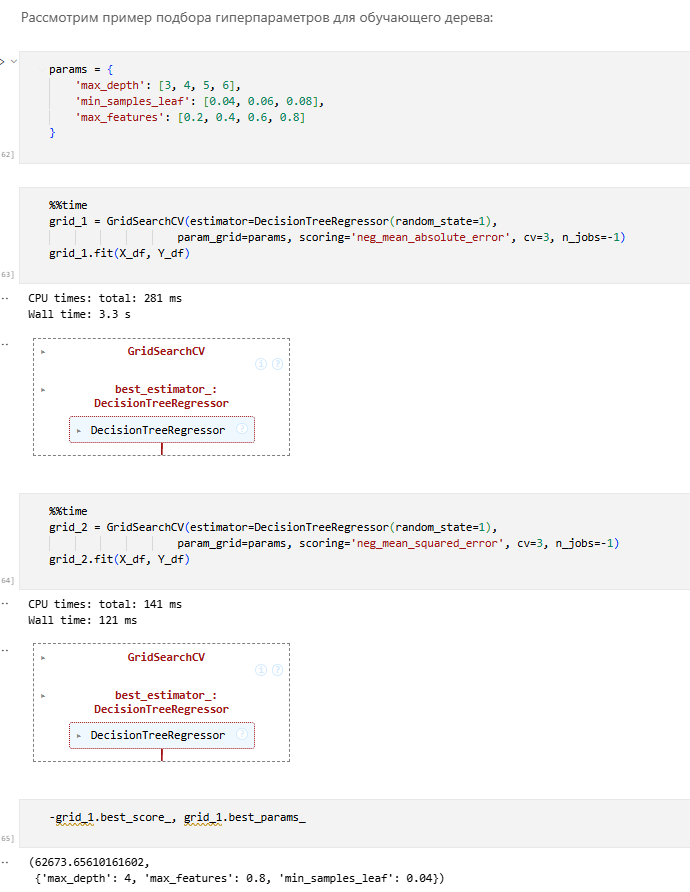 Рассмотрим пример подбора гиперпараметров для обучающего дерева:
params = {
'max_depth': [3, 4, 5, 6],
'min_samples_leaf': [0.04, 0.06, 0.08],
'max_features': [0.2, 0.4, 0.6, 0.8]
}
62]
%%time
grid_1 = GridSearchCV(estimator=DecisionTreeRegressor(random_state=1),
param_grid=params, scoring='neg_mean_absolute_error', cv=3, n_jobs=-1)
grid_1.fit(X_df, Y_df)
63]
CPU times: total: 281 ms
Wall time: 3.3 s
GridSearchCV
i ?
best_estimator_:
DecisionTreeRegressor
DecisionTreeRegressor ?
%%time
grid_2 = GridSearchCV(estimator=DecisionTreeRegressor(random_state=1),
param_grid=params, scoring='neg_mean_squared_error', cv=3, n_jobs=-1)
grid_2.fit(X_df, Y_df)
64]
CPU times: total: 141 ms
Wall time: 121 ms
GridSearchCV
i ?
best_estimator_:
DecisionTreeRegressor
DecisionTreeRegressor ?
-grid_1.best_score_, grid_1.best_params_
65]
(62673.65610161602,
{'max_depth': 4, 'max_features': 0.8, 'min_samples_leaf': 0.04})